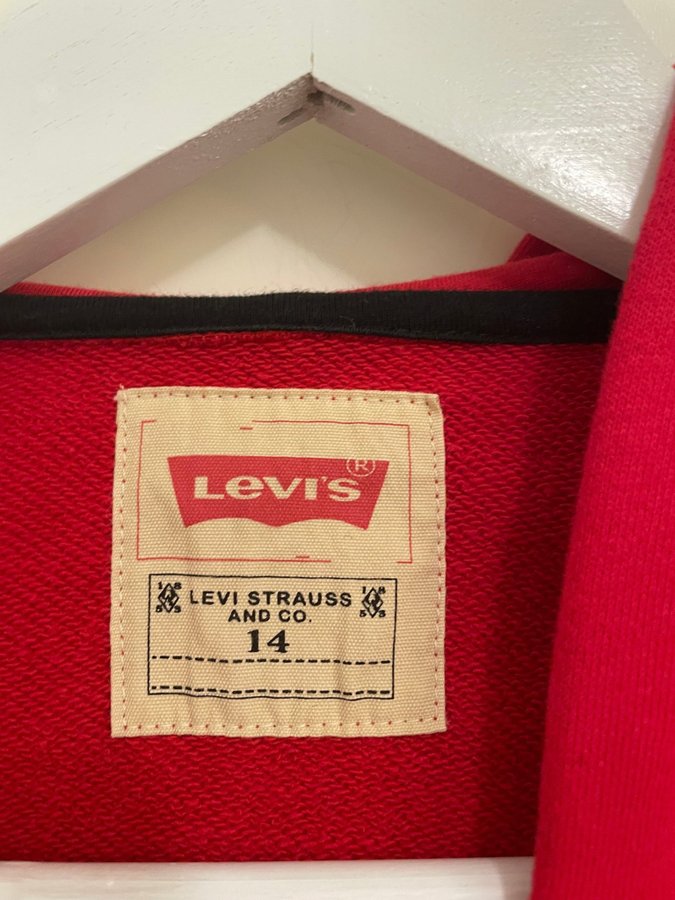 LEVI'S ®
LEVI STRAUSS
AND CO.
14